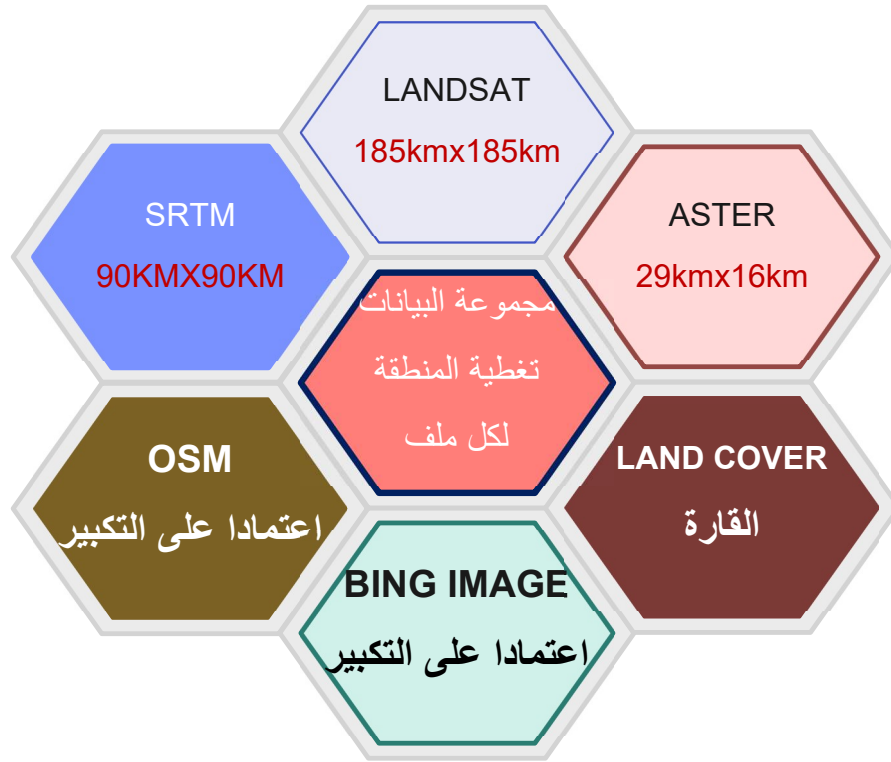 LANDSAT
185kmx185km
SRTM
90KMX90KM
ASTER
29kmx16km
مجموعة البيانات
تغطية المنطقة
لكل ملف
OSM
اعتمادا على التكبير
LAND COVER
القارة
BING IMAGE
اعتمادا على التكبير